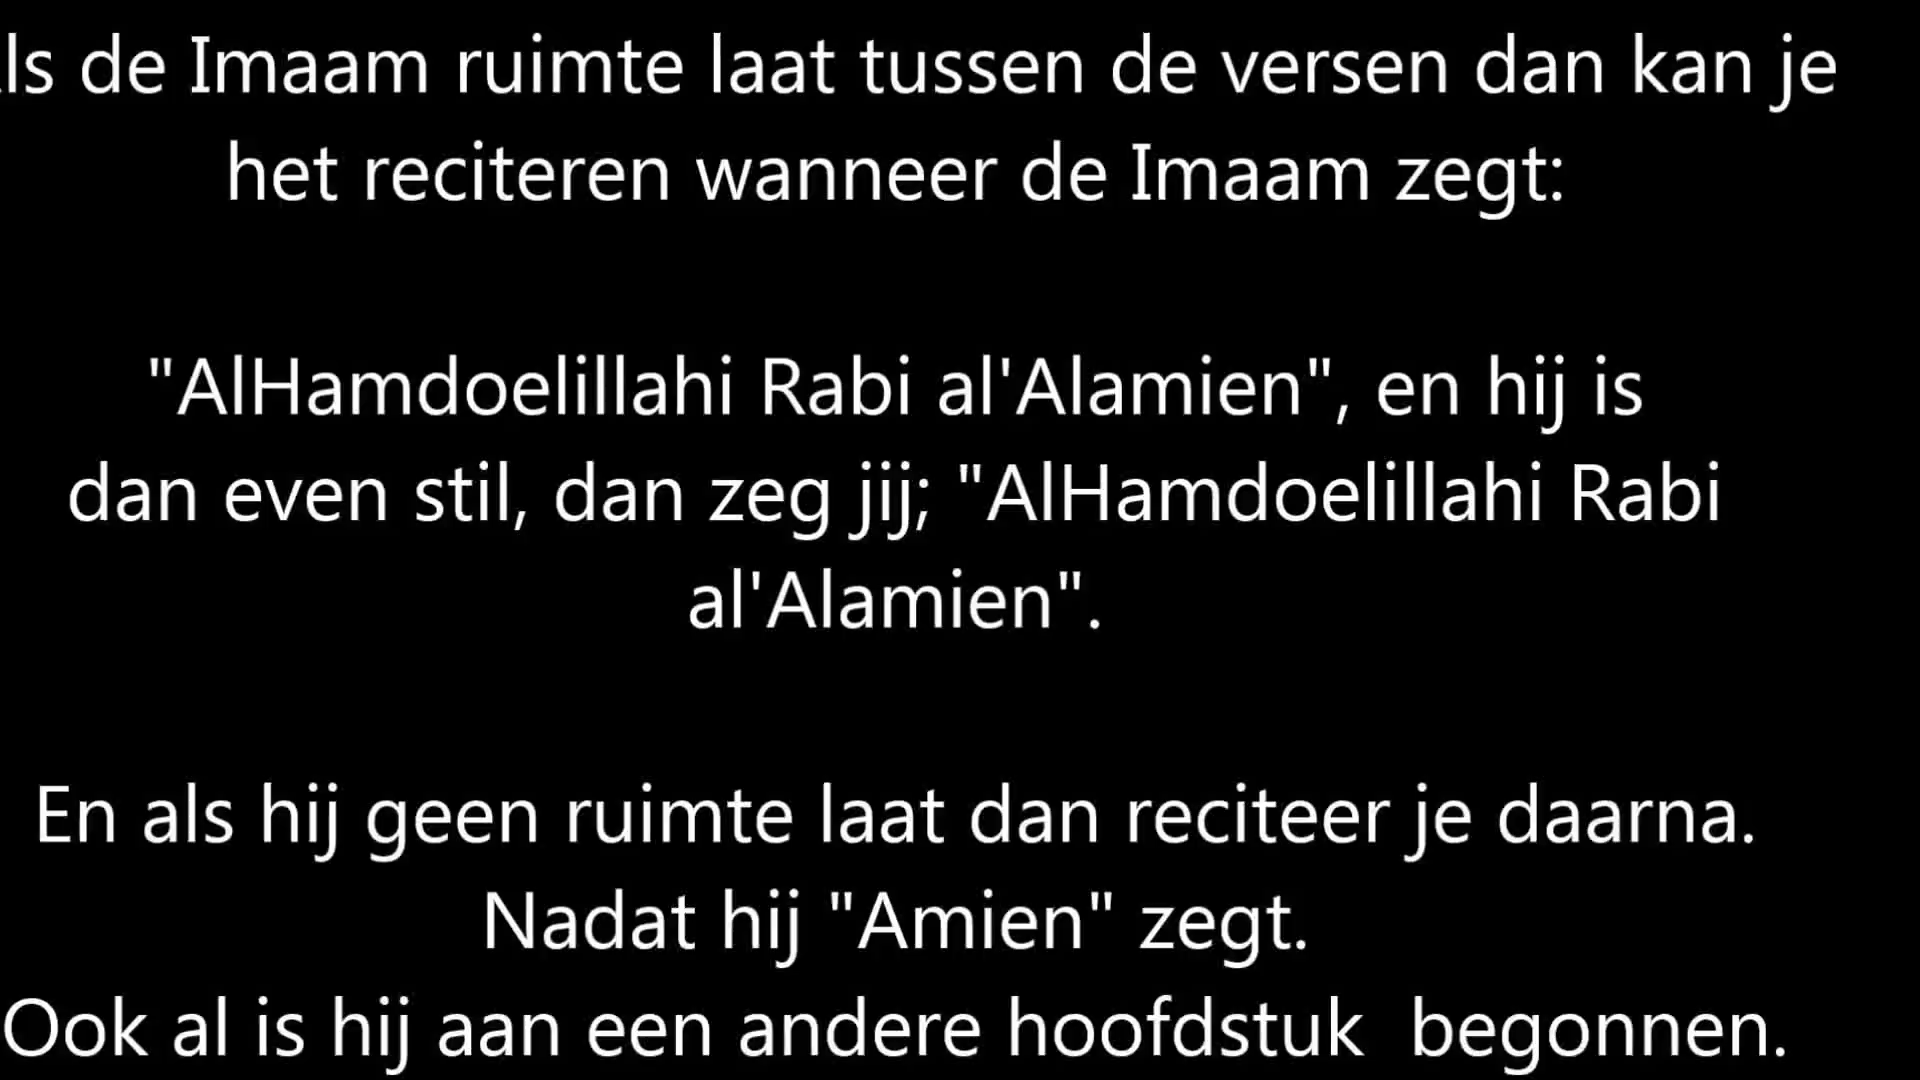 ls de Imaam ruimte laat tussen de versen dan kan je
het reciteren wanneer de Imaam zegt:
"AlHamdoelillahi Rabi al'Alamien", en hij is
dan even stil, dan zeg jij; "AlHamdoelillahi Rabi
al'Alamien".
En als hij geen ruimte laat dan reciteer je daarna.
Nadat hij "Amien" zegt.
Ook al is hij aan een andere hoofdstuk  begonnen.